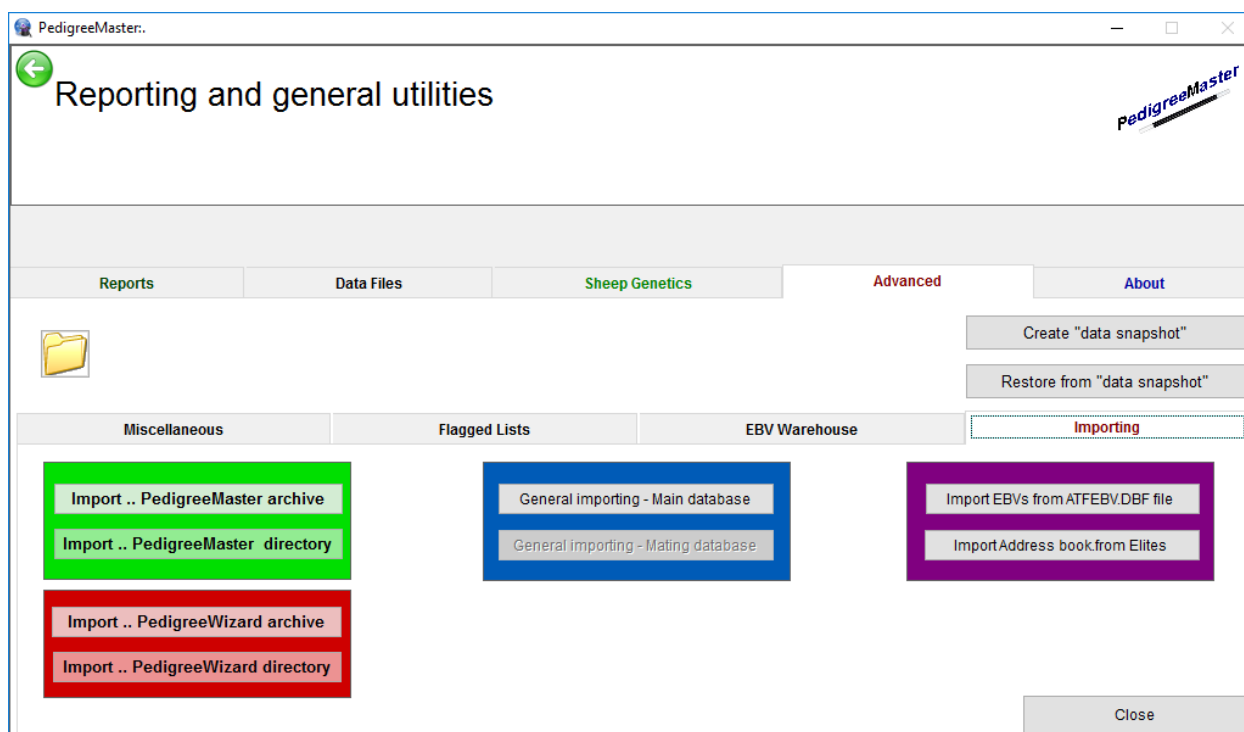 PedigreeMaster:.
Reporting and general utilities
PedigreeMaster
Reports
Data Files
Sheep Genetics
Advanced
About
Create "data snapshot"
Restore from "data snapshot"
Miscellaneous
Flagged Lists
EBV Warehouse
Importing
Import .. PedigreeMaster archive
Import .. PedigreeMaster directory
General importing - Main database
General importing - Mating database
Import EBVs from ATFEBV.DBF file
Import Address book.from Elites
Import .. PedigreeWizard archive
Import .. PedigreeWizard directory
Close